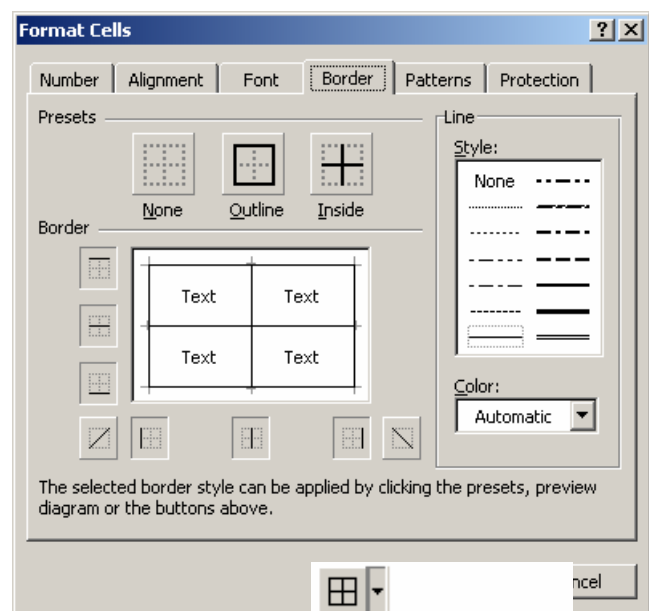 Format Cells
Number Alignment Font Border Patterns Protection
Presets
None Outline Inside
Line
Style:
None
Border
Text Text
Text Text
Color:
Automatic
The selected border style can be applied by clicking the presets, preview
diagram or the buttons above.